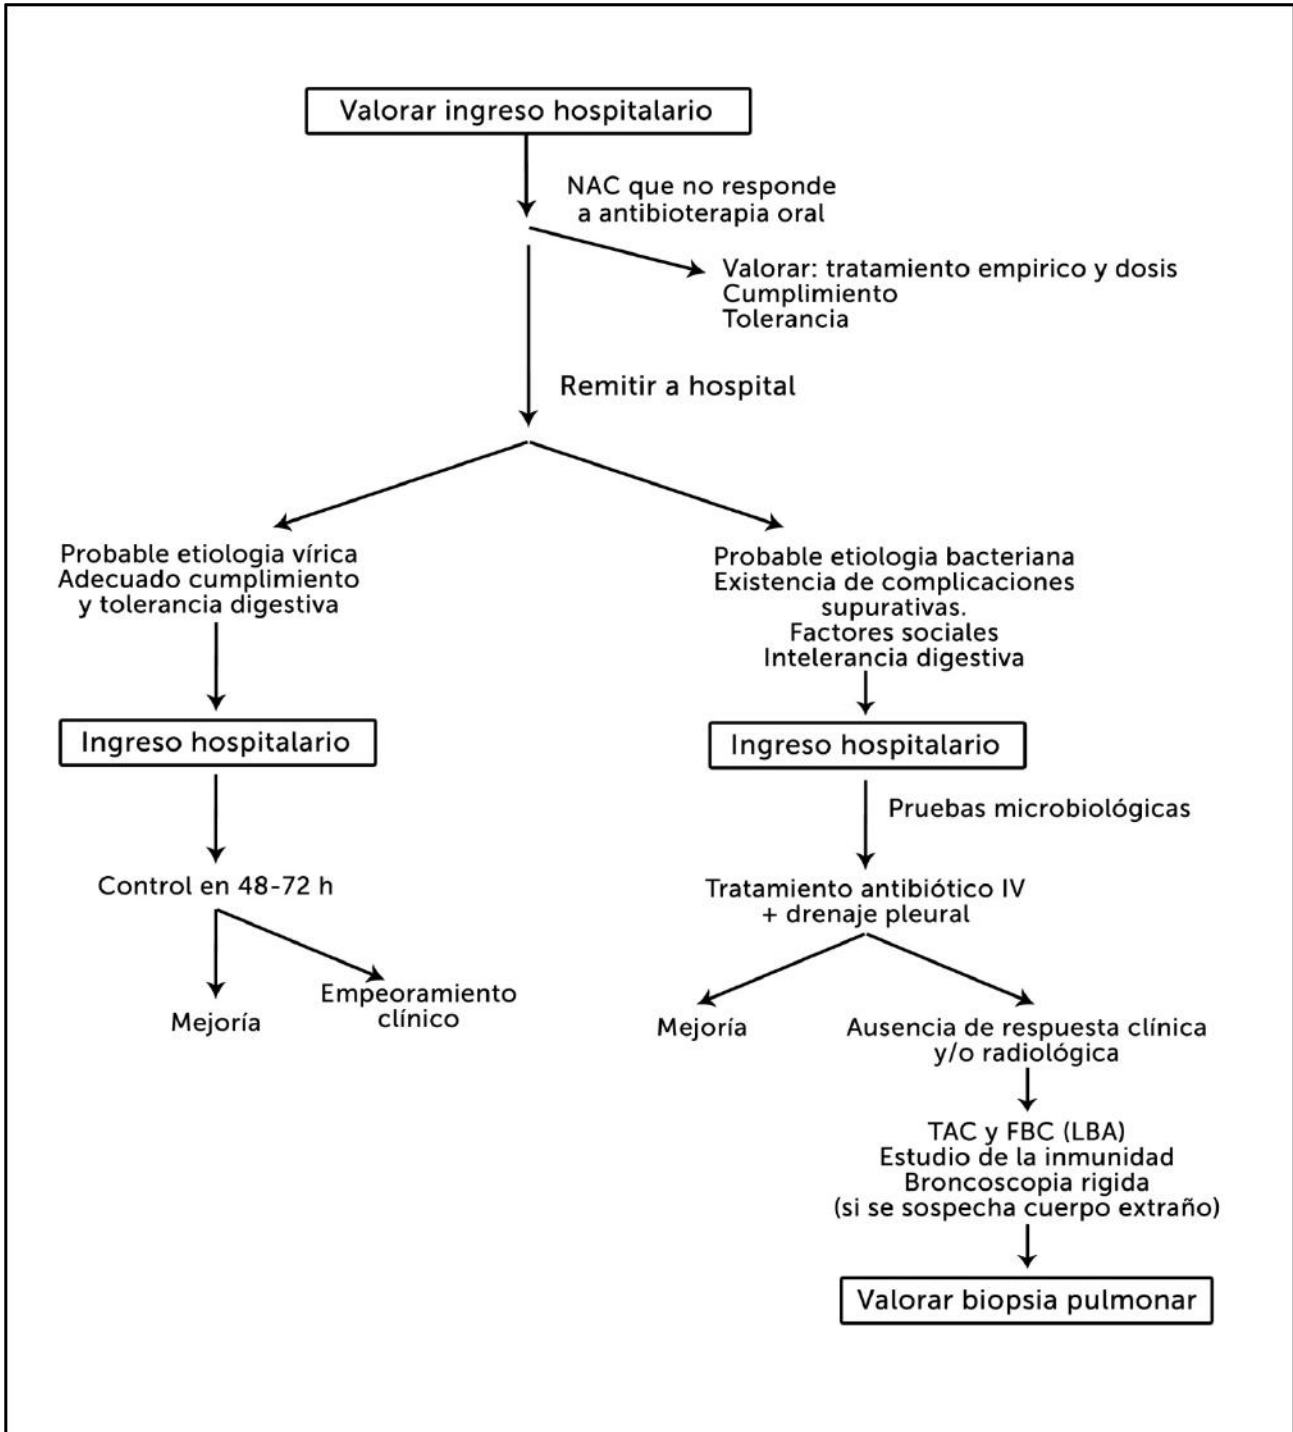 Valorar ingreso hospitalario
NAC que no responde
a antibioterapia oral
Valorar: tratamiento empirico y dosis
Cumplimiento
Tolerancia
Remitir a hospital
Probable etiologia vírica
Adecuado cumplimiento
y tolerancia digestiva
Ingreso hospitalario
Control en 48-72 h
Mejoría
Empeoramiento
clínico
Probable etiologia bacteriana
Existencia de complicaciones
supurativas.
Factores sociales
Intelerancia digestiva
Ingreso hospitalario
Pruebas microbiológicas
Tratamiento antibiótico IV
+ drenaje pleural
Mejoría
Ausencia de respuesta clínica
y/o radiológica
TAC y FBC (LBA)
Estudio de la inmunidad
Broncoscopia rigida
(si se sospecha cuerpo extraño)
Valorar biopsia pulmonar